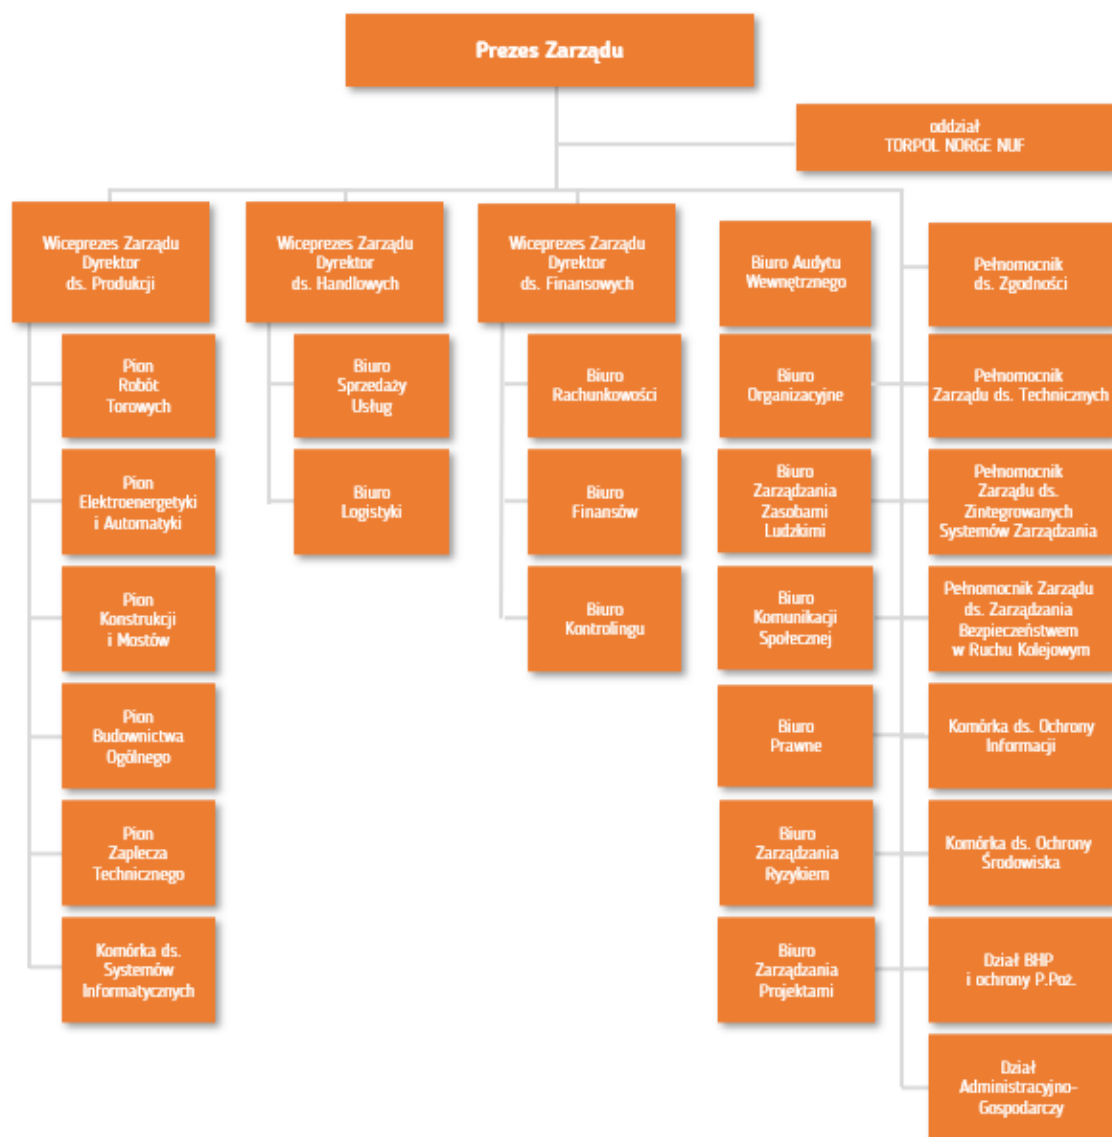 Prezes Zarządu
oddział
TORPOL NORGE NUF
Wiceprezes Zarządu
Dyrektor
ds. Produkcji
Pion
Robót
Torowych
Pion
Elektroenergetyki
i Automatyki
Pion
Konstrukcji
i Mostów
Pion
Budownictwa
Ogólnego
Pion
Zaplecza
Technicznego
Komórka ds.
Systemów
Informatycznych
Wiceprezes Zarządu
Dyrektor
ds. Handlowych
Biuro
Sprzedaży
Usług
Biuro
Logistyki
Wiceprezes Zarządu
Dyrektor
ds. Finansowych
Biuro
Rachunkowości
Biuro
Finansów
Biuro
Kontrolingu
Biuro Audytu
Wewnętrznego
Biuro
Organizacyjne
Biuro
Zarządzania
Zasobami
Ludzkimi
Biuro
Komunikacji
Społecznej
Biuro
Prawne
Biuro
Zarządzania
Ryzykiem
Biuro
Zarządzania
Projektami
Pełnomocnik
ds. Zgodności
Pełnomocnik
Zarządu ds. Technicznych
Pełnomocnik
Zarządu ds.
Zintegrowanych
Systemów Zarządzania
Pełnomocnik Zarządu
ds. Zarządzania
Bezpieczeństwem
w Ruchu Kolejowym
Komórka ds. Ochrony
Informacji
Komórka ds. Ochrony
Środowiska
Dział BHP
i ochrony P.Poż.
Dział
Administracyjno-
Gospodarczy